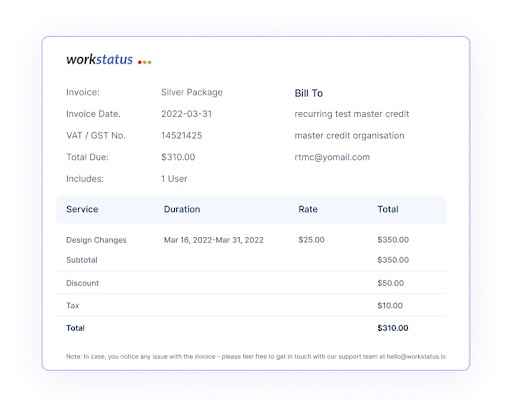 workstatus
Invoice: Silver Package Bill To
Invoice Date. 2022-03-31 recurring test master credit
VAT / GST No. 14521425 master credit organisation
Total Due: $310.00 rtmc@yomail.com
Includes: 1 User
Service Duration Rate Total
Design Changes Mar 16, 2022-Mar 31, 2022 $25.00 $350.00
Subtotal $350.00
Discount $50.00
Tax $10.00
Total $310.00
Note: In case, you notice any issue with the invoice - please feel free to get in touch with our support team at hello@workstatus.io